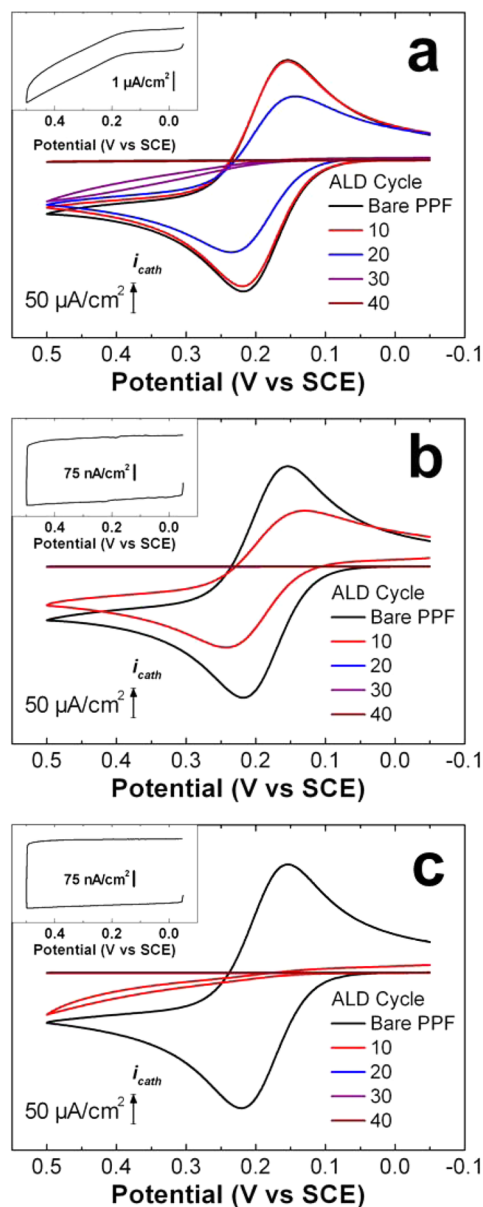 a
1 µA/cm²
0.4 0.2 0.0
Potential (V vs SCE)
ALD Cycle
Bare PPF
10
20
30
40
i_cath
50 µA/cm²
0.5 0.4 0.3 0.2 0.1 0.0 -0.1
Potential (V vs SCE)
b
75 nA/cm²
0.4 0.2 0.0
Potential (V vs SCE)
ALD Cycle
Bare PPF
10
20
30
40
i_cath
50 µA/cm²
0.5 0.4 0.3 0.2 0.1 0.0 -0.1
Potential (V vs SCE)
c
75 nA/cm²
0.4 0.2 0.0
Potential (V vs SCE)
ALD Cycle
Bare PPF
10
20
30
40
i_cath
50 µA/cm²
0.5 0.4 0.3 0.2 0.1 0.0 -0.1
Potential (V vs SCE)